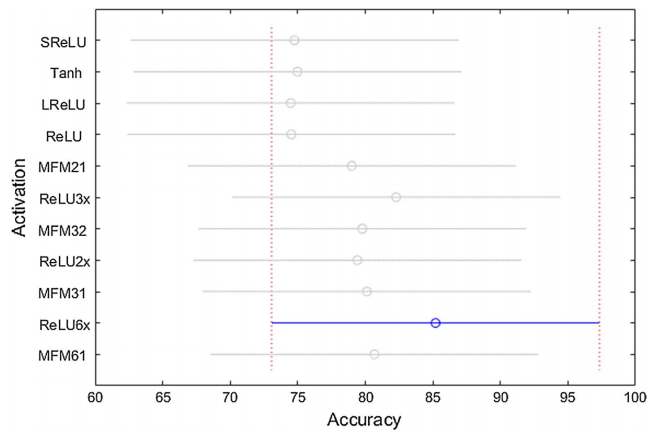 SReLU
Tanh
LReLU
ReLU
MFM21
ReLU3x
MFM32
ReLU2x
MFM31
ReLU6x
MFM61
Activation
60 65 70 75 80 85 90 95 100
Accuracy